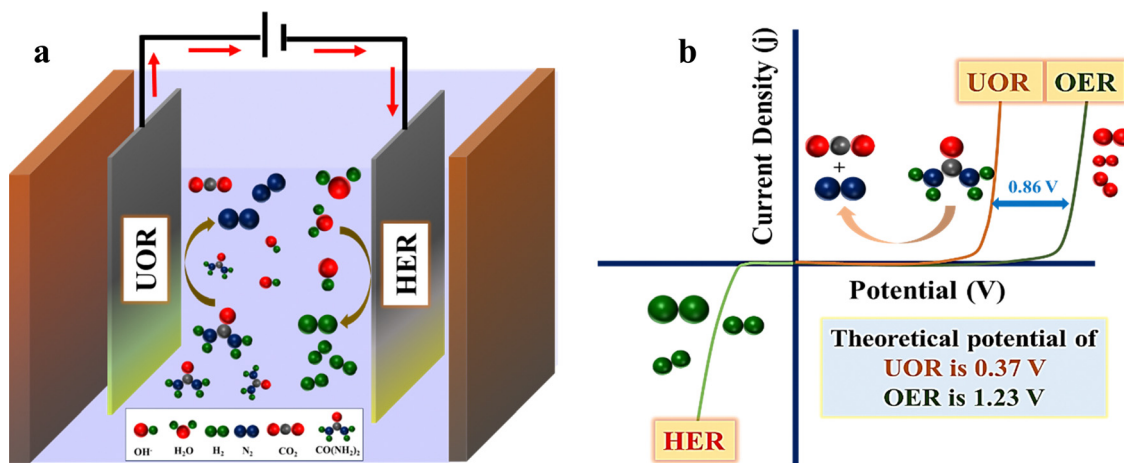 a
UOR
HER
OH-
H2O
H2
N2
CO2
CO(NH2)2
b
Current Density (j)
UOR
OER
+
0.86 V
Potential (V)
Theoretical potential of
UOR is 0.37 V
OER is 1.23 V
HER